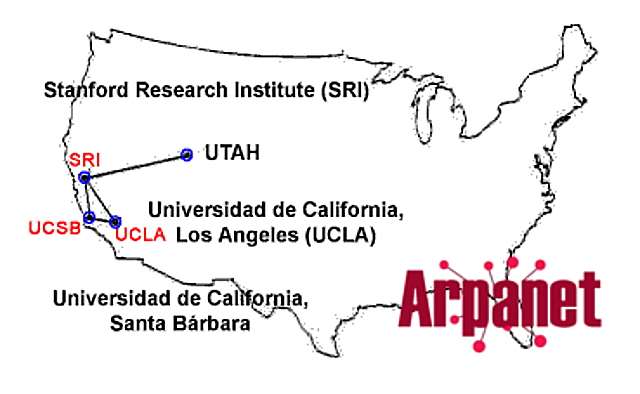 Stanford Research Institute (SRI)
SRI
UTAH
Universidad de California,
Los Angeles (UCLA)
UCSB
UCLA
Universidad de California,
Santa Bárbara
Arpanet